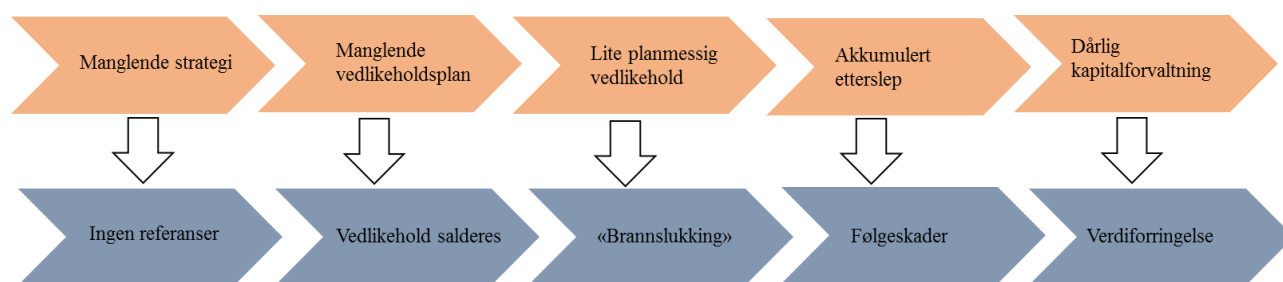 Manglende strategi
Manglende
vedlikeholdsplan
Lite planmessig
vedlikehold
Akkumulert
etterslep
Dårlig
kapitalforvaltning
Ingen referanser
Vedlikehold salderes
«Brannslukking»
Følgeskader
Verdiforringelse